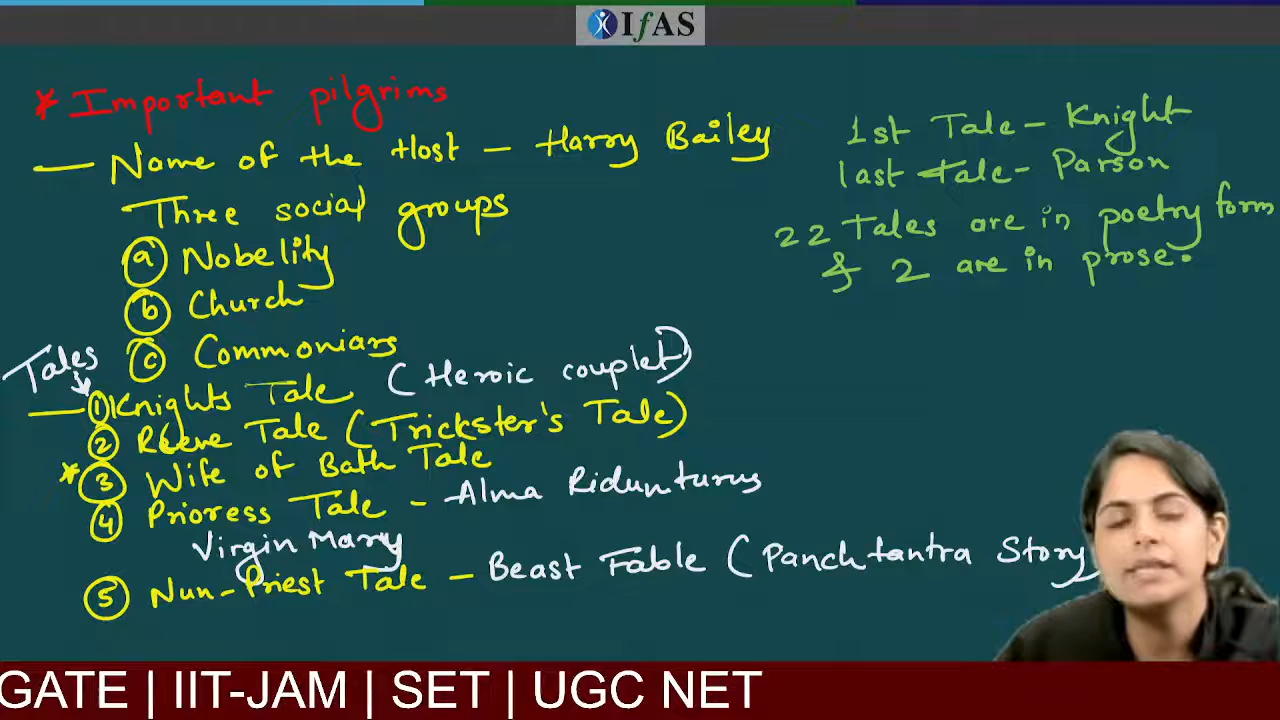 IfAS
* Important pilgrims
— Name of the Host – Harry Bailey
Three social groups
a Nobelity
b Church
c Commoniars
Tales
— 1 Knights Tale (Heroic couplet)
2 Reeve Tale (Trickster's Tale)
* 3 Wife of Bath Tale
4 Prioress Tale – Alma Ridumturus
Virgin Mary
5 Nun-Priest Tale – Beast Fable (Panchtantra Story
1st Tale – Knight
last Tale – Parson
22 Tales are in poetry form
& 2 are in prose.
GATE | IIT-JAM | SET | UGC NET